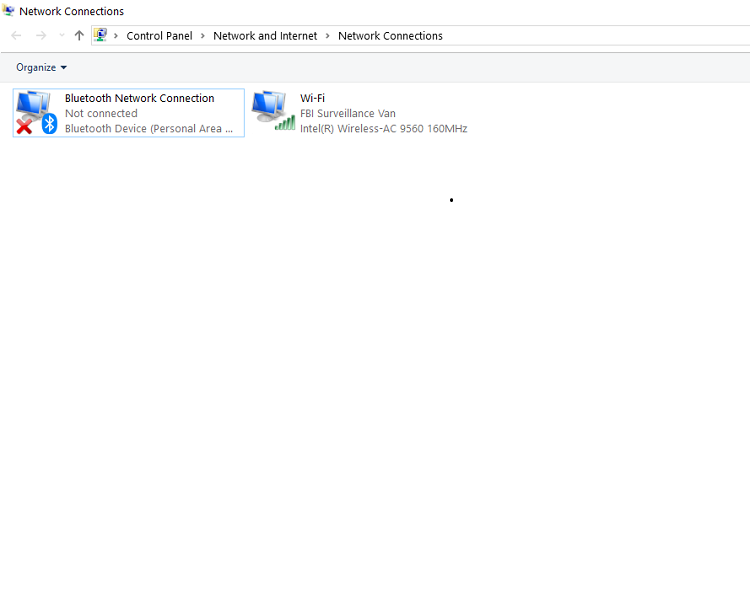 Network Connections
Control Panel > Network and Internet > Network Connections
Organize
Bluetooth Network Connection
Not connected
Bluetooth Device (Personal Area ...
Wi-Fi
FBI Surveillance Van
Intel(R) Wireless-AC 9560 160MHz